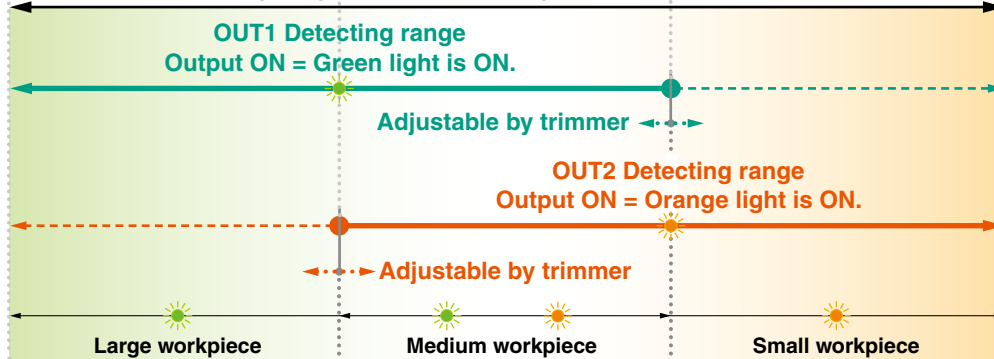 OUT1 Detecting range
Output ON = Green light is ON.
Adjustable by trimmer
OUT2 Detecting range
Output ON = Orange light is ON.
Adjustable by trimmer
Large workpiece
Medium workpiece
Small workpiece